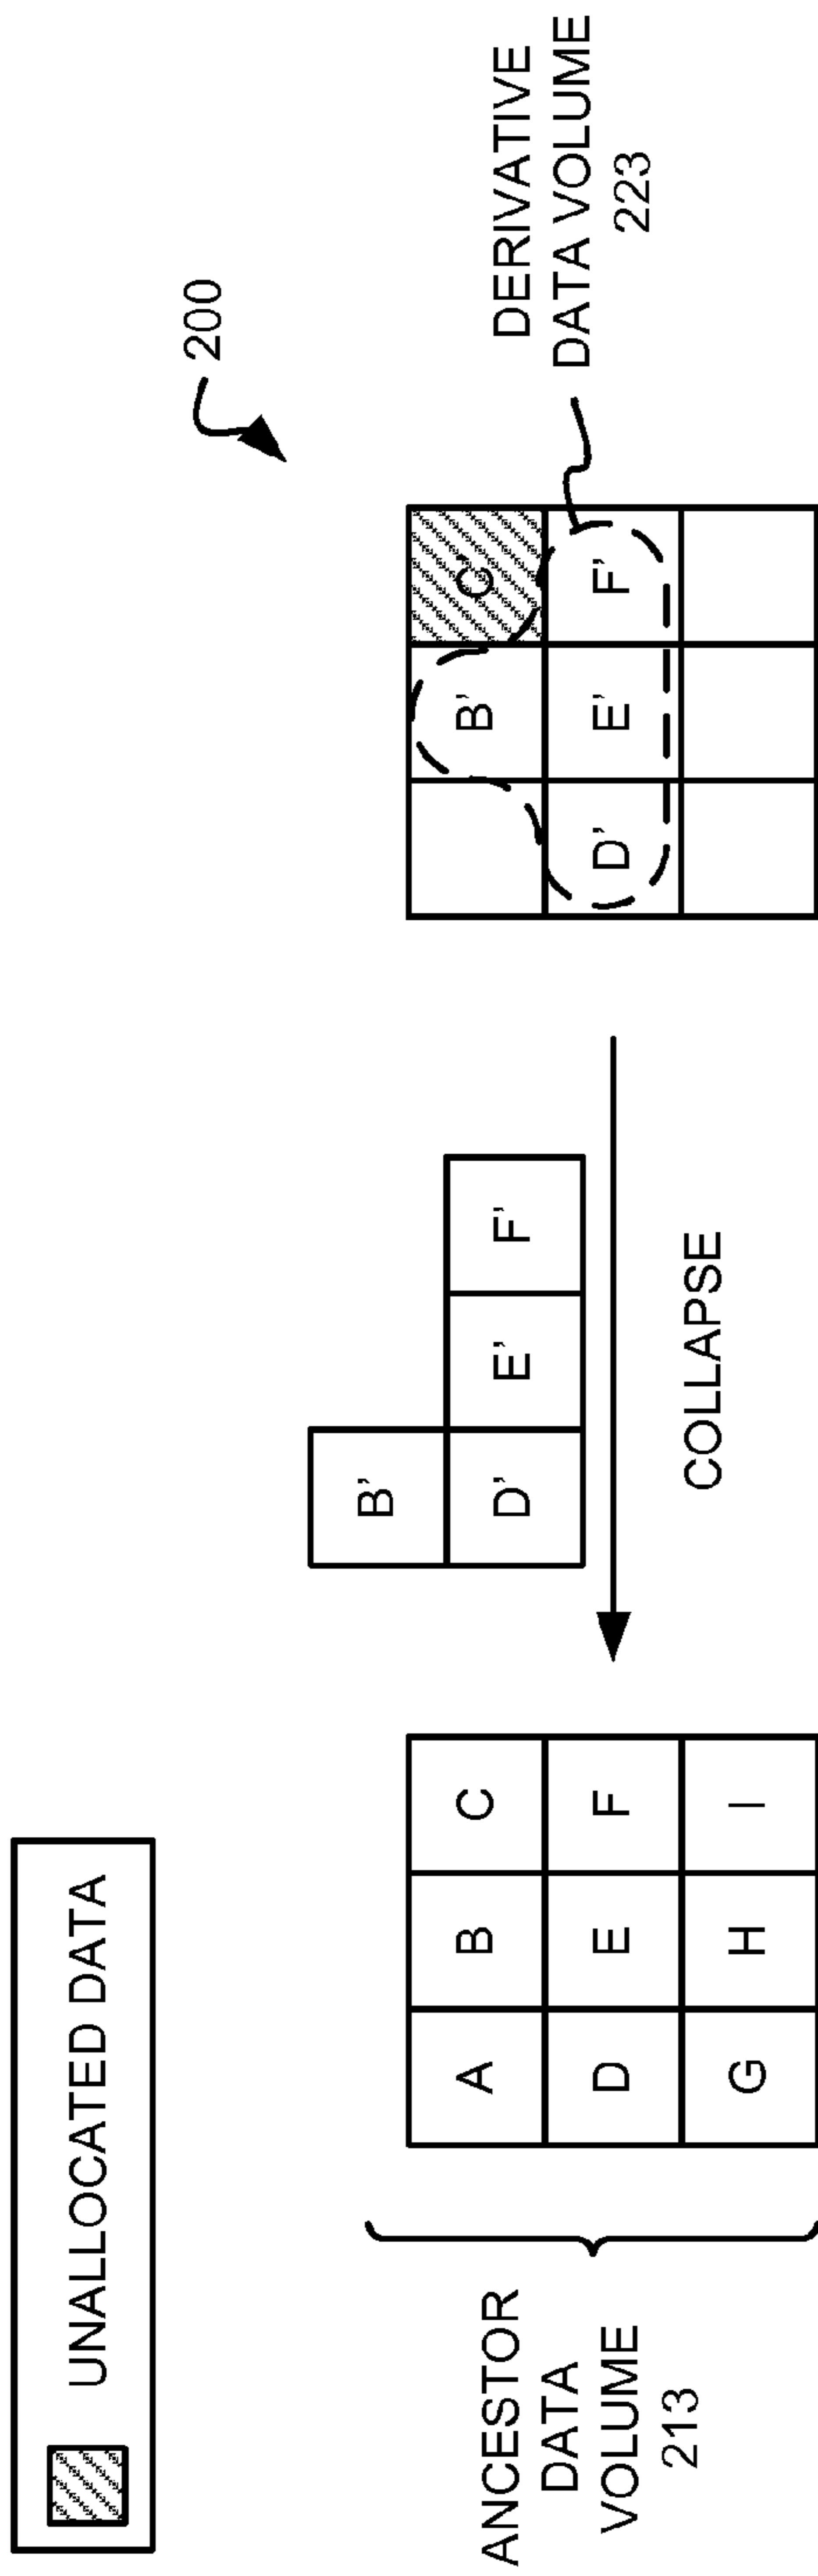 UNALLOCATED DATA
200
ANCESTOR
DATA
VOLUME
213
A B C
D E F
G H I
B'
D' E' F'
COLLAPSE
B' C'
D' E' F'
DERIVATIVE
DATA VOLUME
223